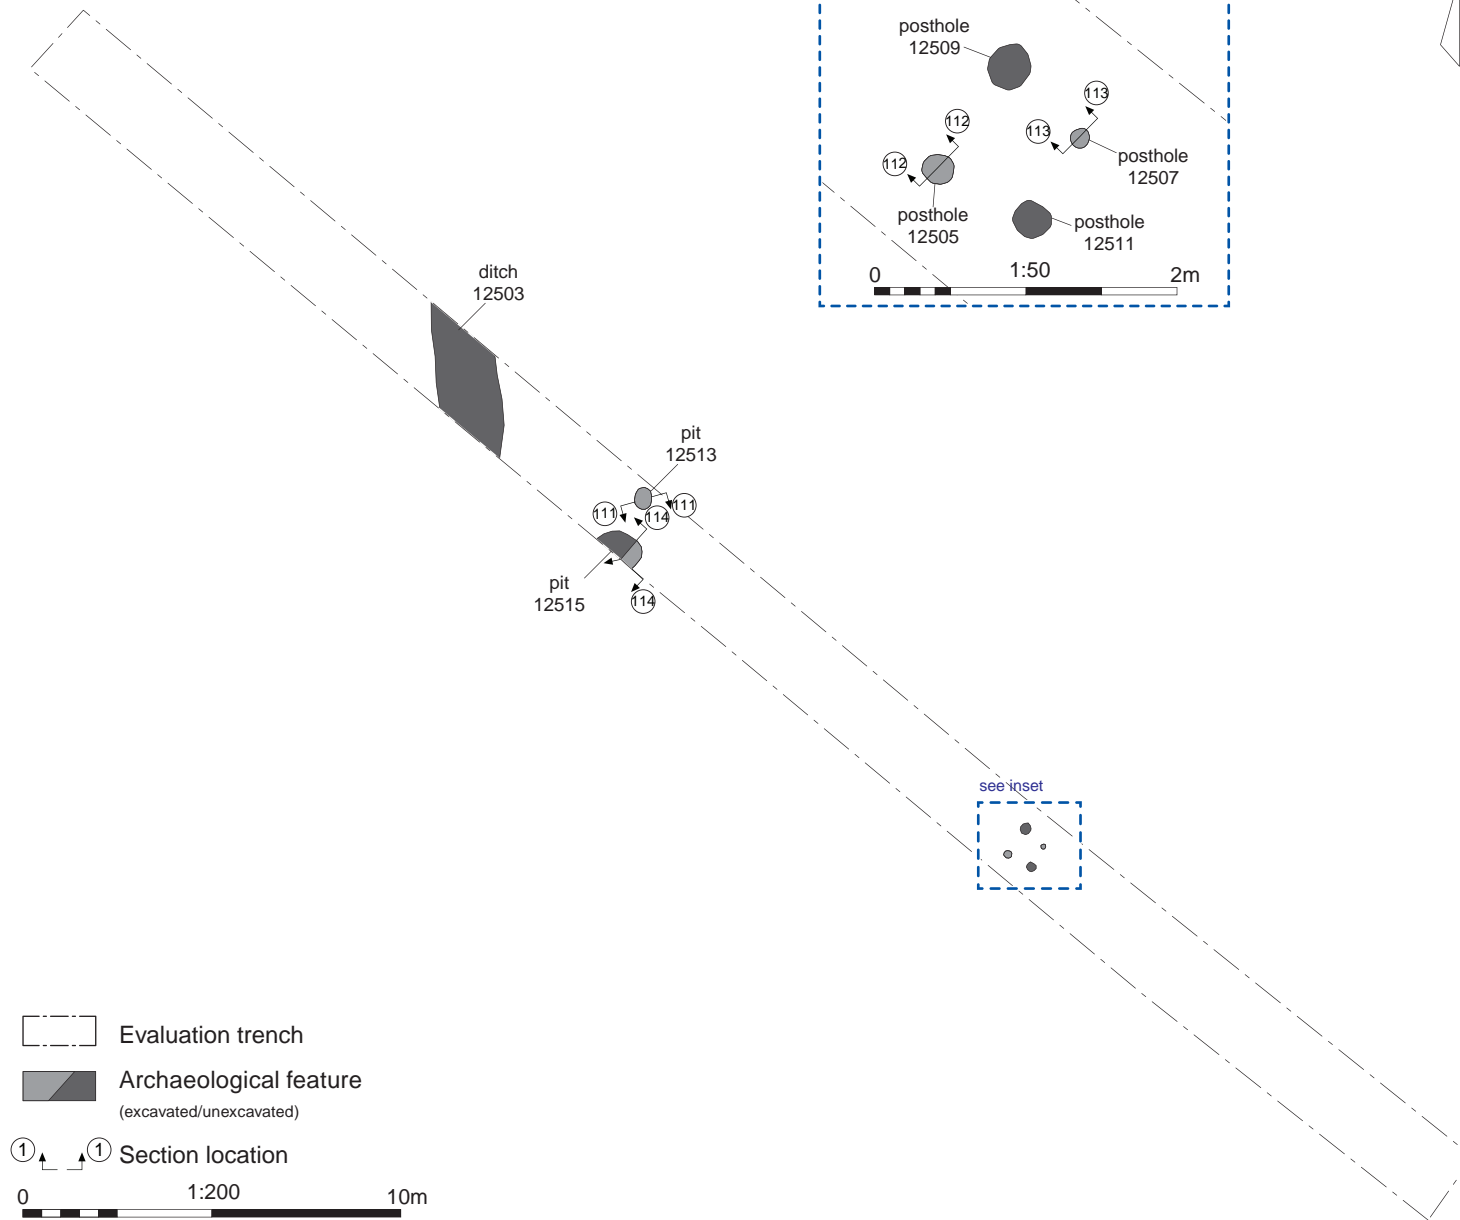 posthole
12509
113
112
113
112
posthole
12507
posthole
12505
posthole
12511
0 1:50 2m
ditch
12503
pit
12513
111
111
114
pit
12515
114
see inset
Evaluation trench
Archaeological feature
(excavated/unexcavated)
1 1 Section location
0 1:200 10m